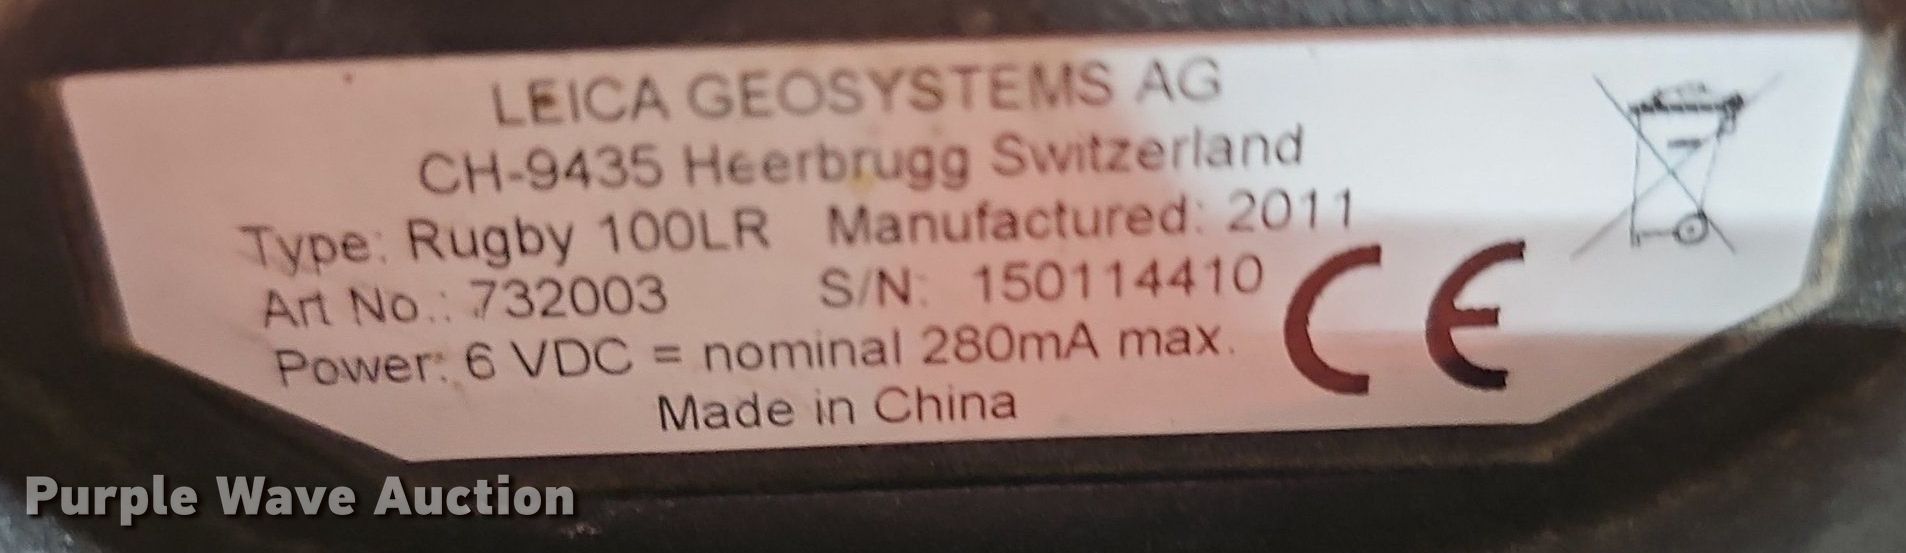 LEICA GEOSYSTEMS AG
CH-9435 Heerbrugg Switzerland
Type: Rugby 100LR Manufactured: 2011
Art No.: 732003 S/N: 150114410
Power: 6 VDC = nominal 280mA max.
Made in China
CE
Purple Wave Auction